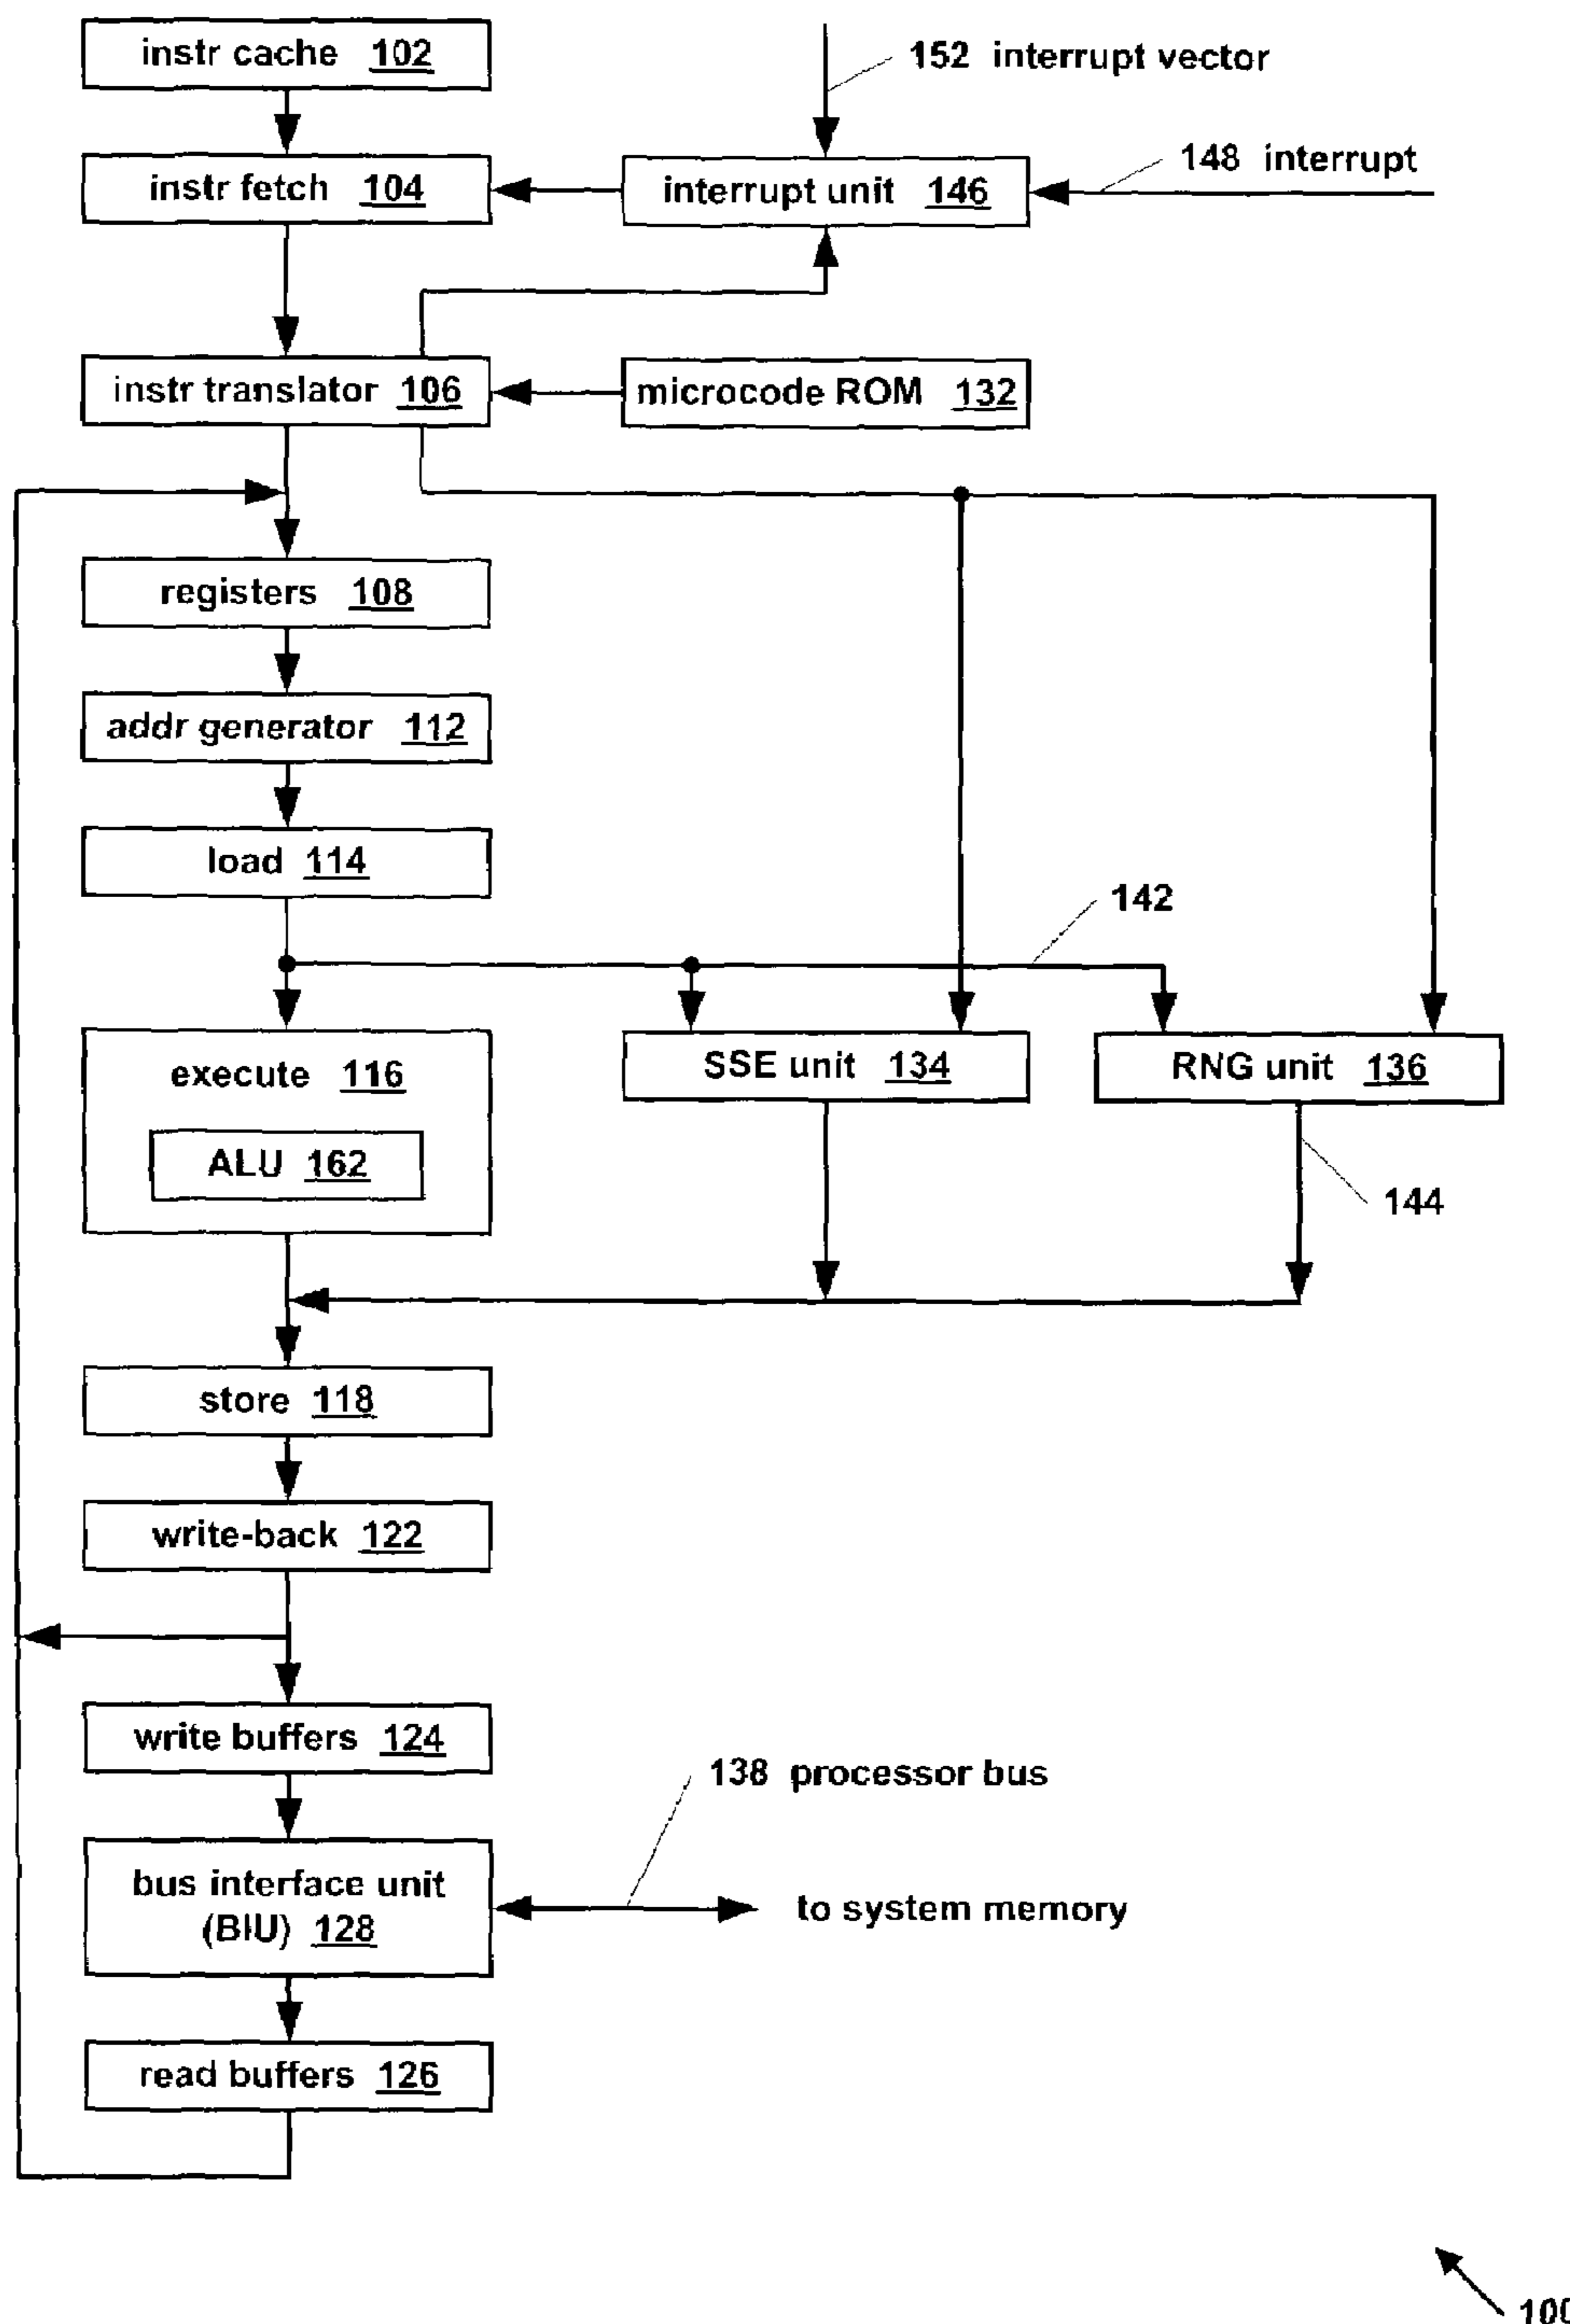 instr cache 102
152 interrupt vector
148 interrupt
instr fetch 104
interrupt unit 146
instr translator 106
microcode ROM 132
registers 108
addr generator 112
load 114
142
execute 116
SSE unit 134
RNG unit 136
ALU 162
144
store 118
write-back 122
write buffers 124
138 processor bus
bus interface unit
(BIU) 128
to system memory
read buffers 126
100